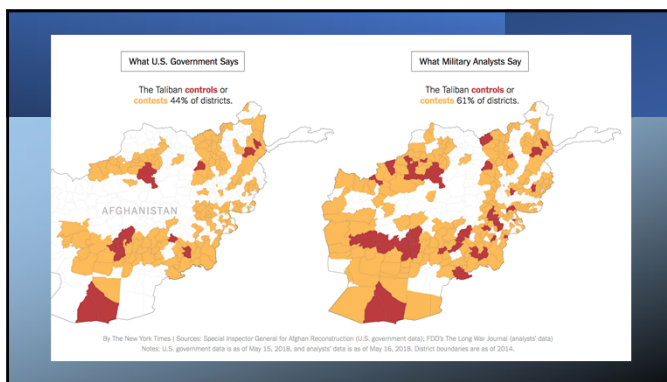 What U.S. Government Says
The Taliban controls or
contests 44% of districts.
AFGHANISTAN
What Military Analysts Say
The Taliban controls or
contests 61% of districts.
By The New York Times | Sources: Special Inspector General for Afghan Reconstruction (U.S. government data); FDD's The Long War Journal (analysts' data)
Notes: U.S. government data is as of May 15, 2018, and analysts' data is as of May 16, 2018. District boundaries are as of 2014.